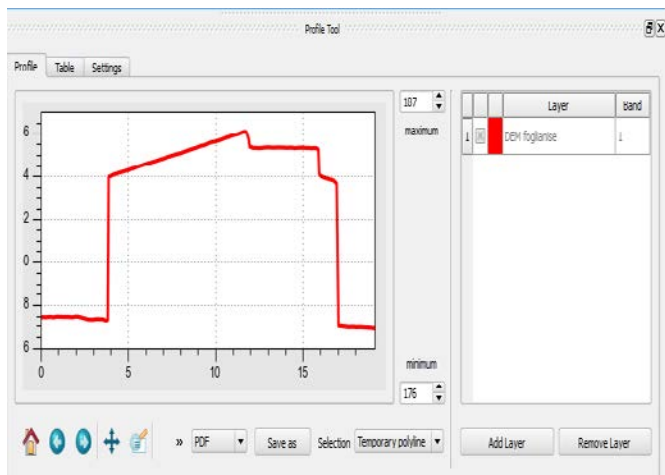 Profile Tool
Profile Table Settings
187
maximum
6
4
2
0
8
6
0 5 10 15
minimum
176
Layer Band
1 DEM foglianise 1
» PDF Save as Selection Temporary polyline Add Layer Remove Layer